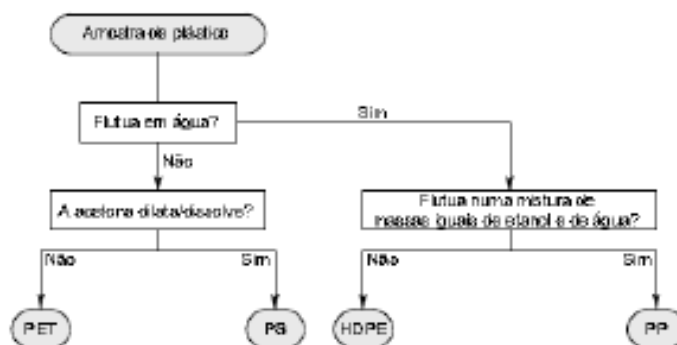 Amostra de plástico
Flutua em água?
Sim
Não
A acetona dilata/dissolve?
Flutua numa mistura de
massas iguais de etanol e de água?
Não
Sim
Não
Sim
PET
PS
HDPE
PP